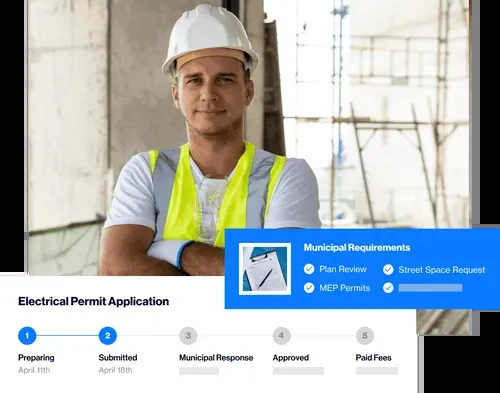 Municipal Requirements
Plan Review
Street Space Request
MEP Permits
Electrical Permit Application
1 2 3 4 5
Preparing Submitted Municipal Response Approved Paid Fees
April 11th April 18th